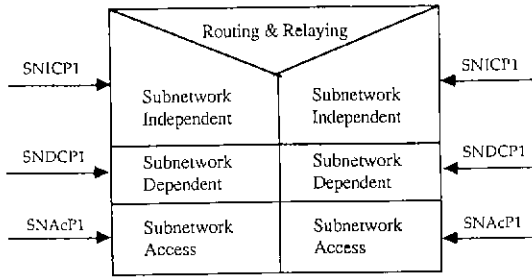 Routing & Relaying
SNICP1
SNICP1
Subnetwork
Independent
Subnetwork
Independent
SNDCP1
SNDCP1
Subnetwork
Dependent
Subnetwork
Dependent
SNAcP1
SNAcP1
Subnetwork
Access
Subnetwork
Access